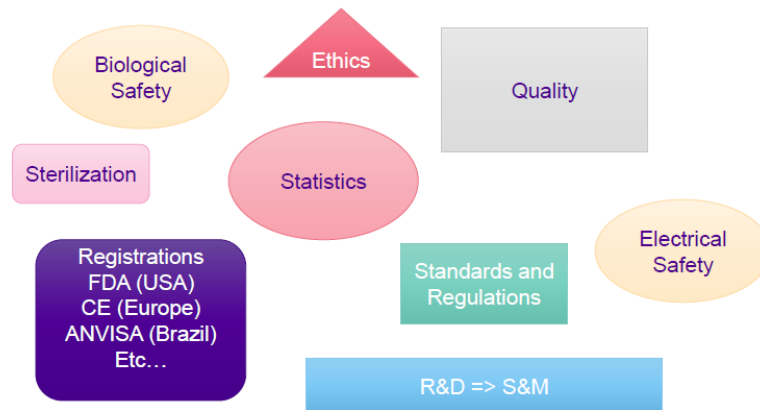 Ethics
Biological
Safety
Quality
Sterilization
Statistics
Electrical
Safety
Registrations
FDA (USA)
CE (Europe)
ANVISA (Brazil)
Etc…
Standards and
Regulations
R&D => S&M